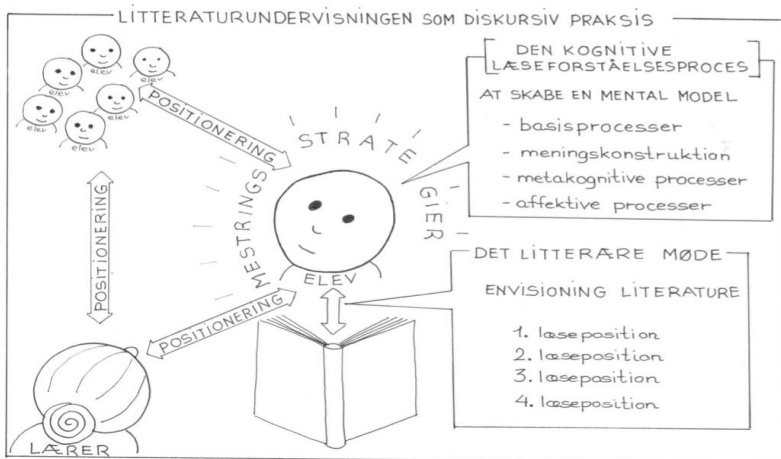 LITTERATURUNDERVISNINGEN SOM DISKURSIV PRAKSIS
elev
elev
elev
elev
elev
elev
POSITIONERING
POSITIONERING
POSITIONERING
LÆRER
MESTRINGS STRATEGIER
ELEV
DEN KOGNITIVE
LÆSEFORSTÅELSESPROCES
AT SKABE EN MENTAL MODEL
- basisprocesser
- meningskonstruktion
- metakognitive processer
- affektive processer
DET LITTERÆRE MØDE
ENVISIONING LITERATURE
1. læseposition
2. læseposition
3. læseposition
4. læseposition